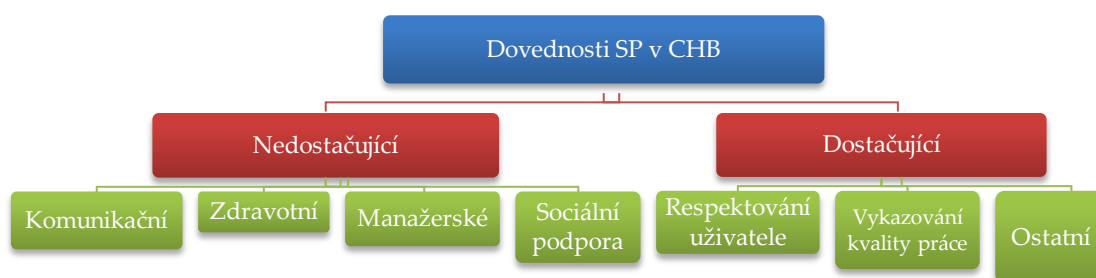 Dovednosti SP v CHB
Nedostačující
Dostačující
Komunikační
Zdravotní
Manažerské
Sociální
podpora
Respektování
uživatele
Vykazování
kvality práce
Ostatní